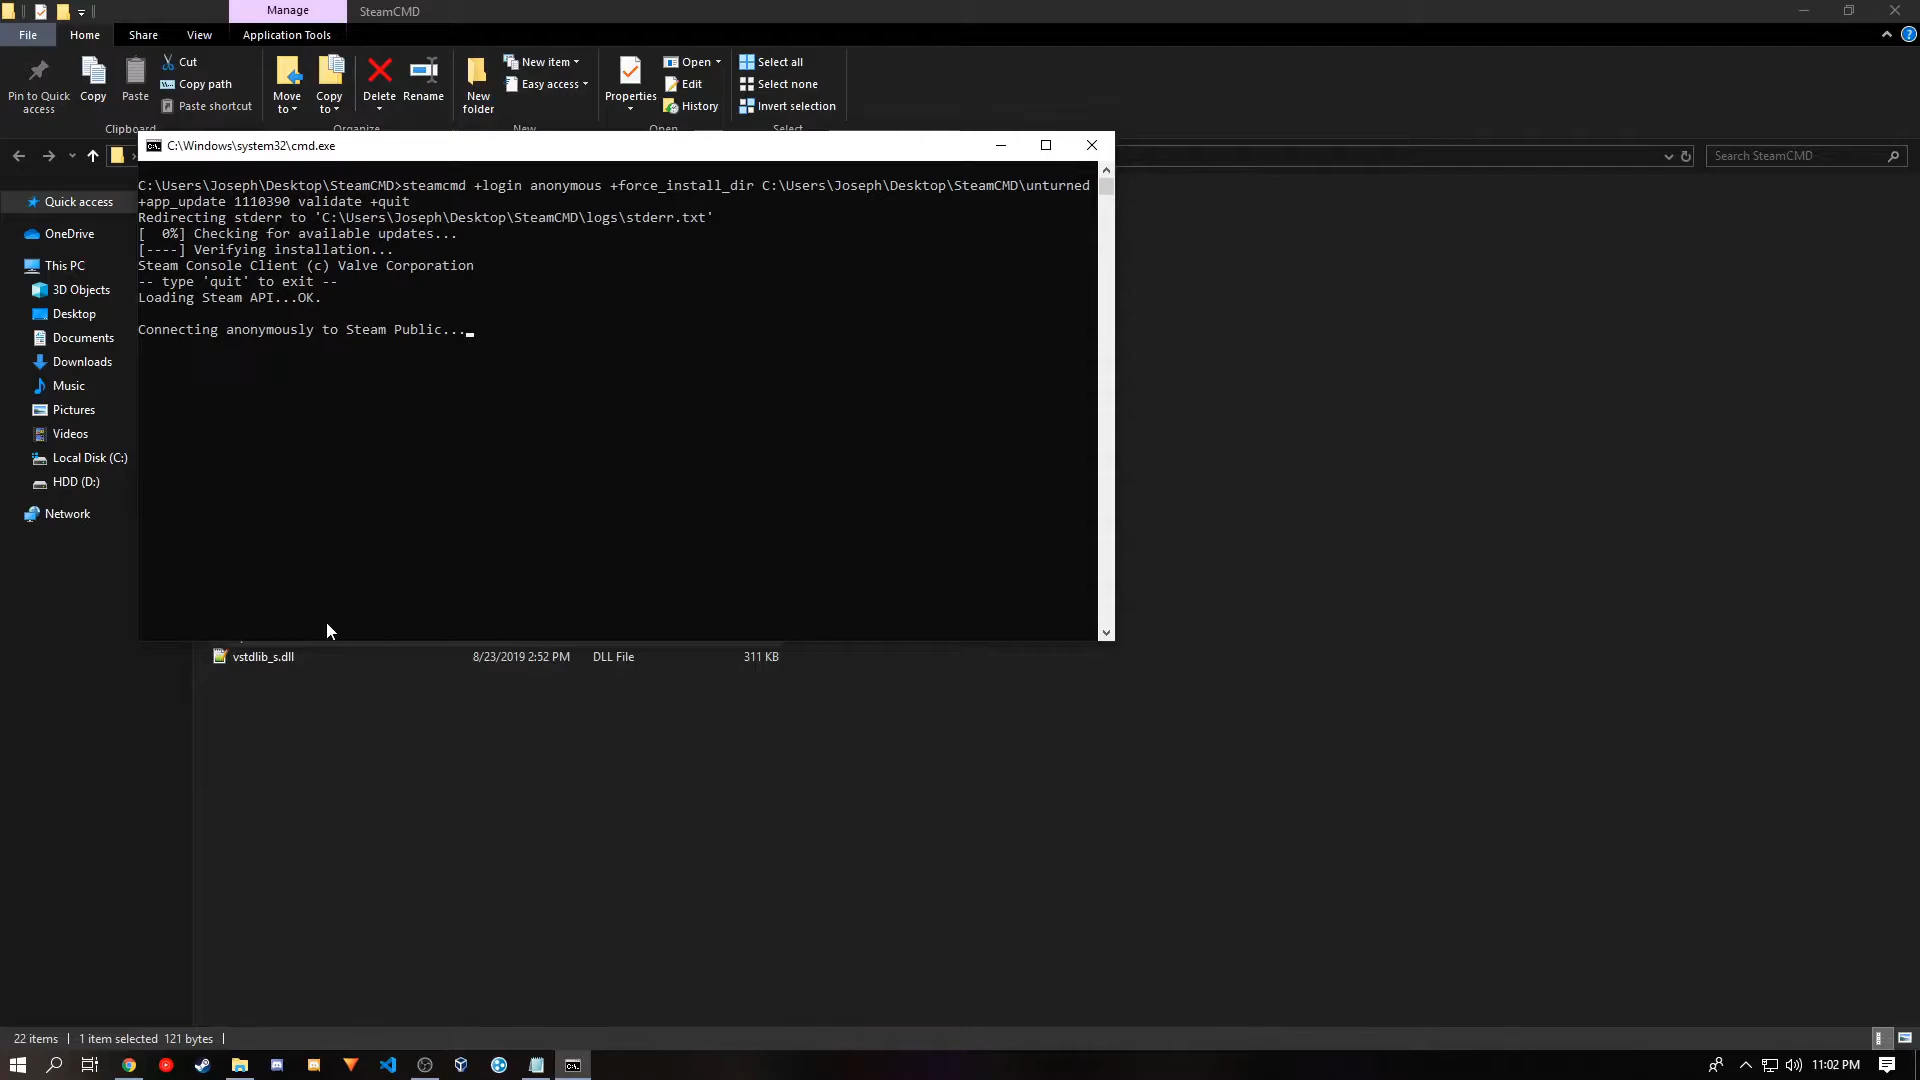 Manage
SteamCMD
File
Home
Share
View
Application Tools
Pin to Quick access
Copy
Paste
Cut
Copy path
Paste shortcut
Clipboard
Move to
Copy to
Delete
Rename
Organize
New folder
New item
Easy access
New
Properties
Open
Edit
History
Open
Select all
Select none
Invert selection
Select
Search SteamCMD
C:\Windows\system32\cmd.exe
C:\Users\Joseph\Desktop\SteamCMD>steamcmd +login anonymous +force_install_dir C:\Users\Joseph\Desktop\SteamCMD\unturned
+app_update 1110390 validate +quit
Redirecting stderr to 'C:\Users\Joseph\Desktop\SteamCMD\logs\stderr.txt'
[  0%] Checking for available updates...
[----] Verifying installation...
Steam Console Client (c) Valve Corporation
-- type 'quit' to exit --
Loading Steam API...OK.
Connecting anonymously to Steam Public...
Quick access
OneDrive
This PC
3D Objects
Desktop
Documents
Downloads
Music
Pictures
Videos
Local Disk (C:)
HDD (D:)
Network
vstdlib_s.dll 8/23/2019 2:52 PM DLL File 311 KB
22 items 1 item selected 121 bytes
11:02 PM